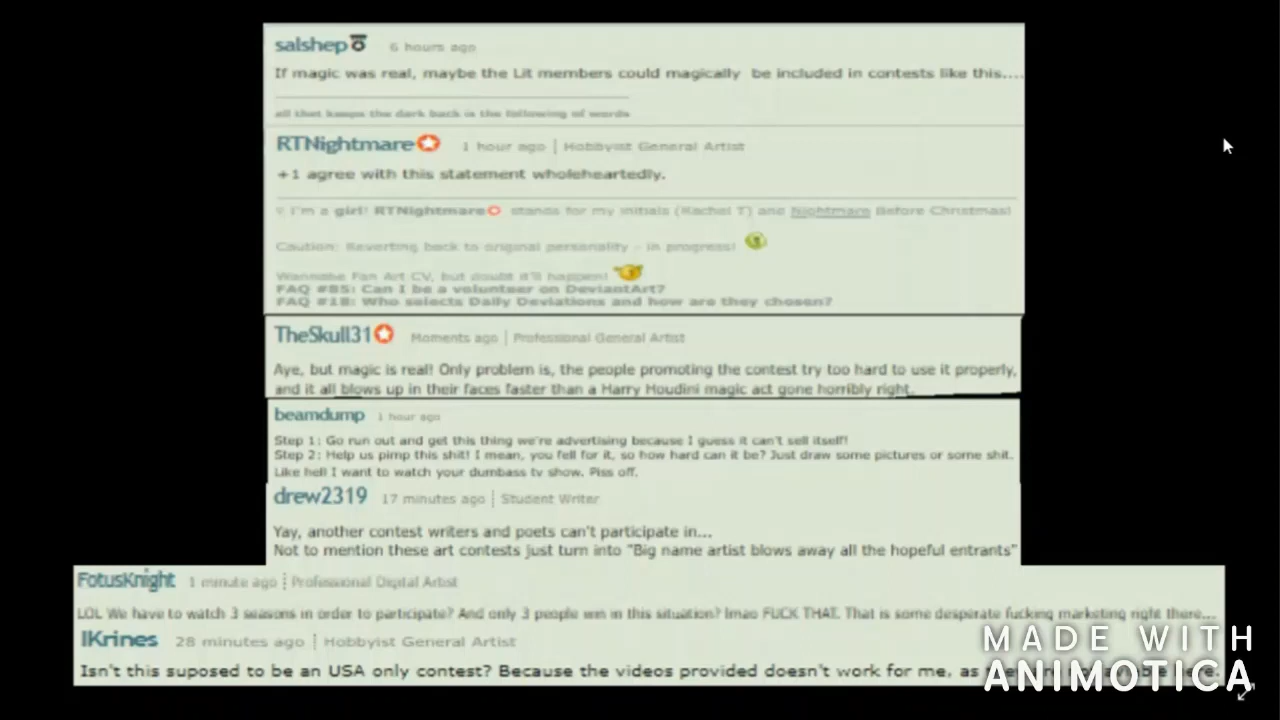 salshep 6 hours ago
If magic was real, maybe the Lit members could magically be included in contests like this....
all that keeps the dark back is the following of words
RTNightmare 1 hour ago | Hobbyist General Artist
+1 agree with this statement wholeheartedly.
I'm a girl! RTNightmare stands for my initials (Rachel T) and Nightmare Before Christmas!
Caution: Reverting back to original personality - in progress!
Wannabe Fan Art CV, but doubt it'll happen!
FAQ #85: Can I be a volunteer on DeviantArt?
FAQ #18: Who selects Daily Deviations and how are they chosen?
TheSkull31 Moments ago | Professional General Artist
Aye, but magic is real! Only problem is, the people promoting the contest try too hard to use it properly,
and it all blows up in their faces faster than a Harry Houdini magic act gone horribly right.
beamdump 1 hour ago
Step 1: Go run out and get this thing we're advertising because I guess it can't sell itself!
Step 2: Help us pimp this shit! I mean, you fell for it, so how hard can it be? Just draw some pictures or some shit.
Like hell I want to watch your dumbass tv show. Piss off.
drew2319 17 minutes ago | Student Writer
Yay, another contest writers and poets can't participate in...
Not to mention these art contests just turn into "Big name artist blows away all the hopeful entrants"
FotusKnight 1 minute ago | Professional Digital Artist
LOL We have to watch 3 seasons in order to participate? And only 3 people win in this situation? lmao FUCK THAT. That is some desperate fucking marketing right there...
IKrines 28 minutes ago | Hobbyist General Artist
Isn't this suposed to be an USA only contest? Because the videos provided doesn't work for me, as
MADE WITH
ANIMOTICA